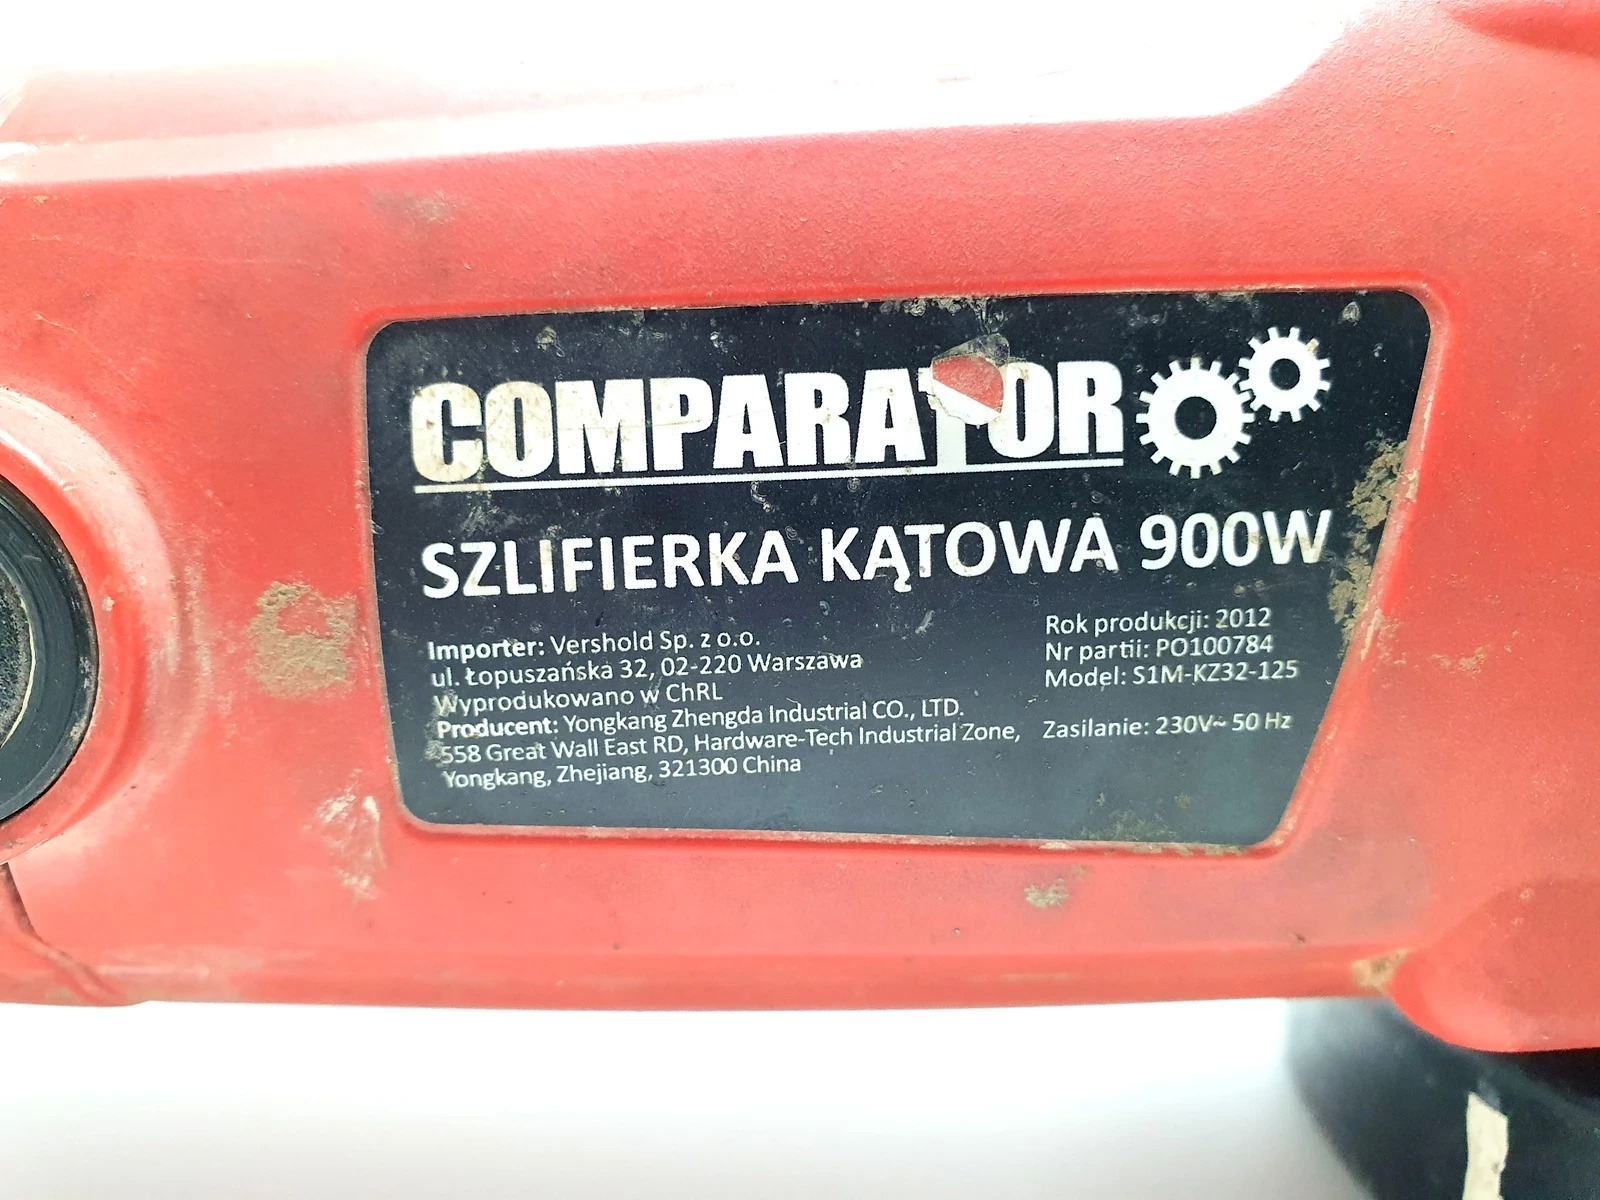 COMPARATOR
SZLIFIERKA KĄTOWA 900W
Importer: Vershold Sp. z o.o.
ul. Łopuszańska 32, 02-220 Warszawa
Wyprodukowano w ChRL
Producent: Yongkang Zhengda Industrial CO., LTD.
558 Great Wall East RD, Hardware-Tech Industrial Zone,
Yongkang, Zhejiang, 321300 China
Rok produkcji: 2012
Nr partii: PO100784
Model: S1M-KZ32-125
Zasilanie: 230V~ 50 Hz